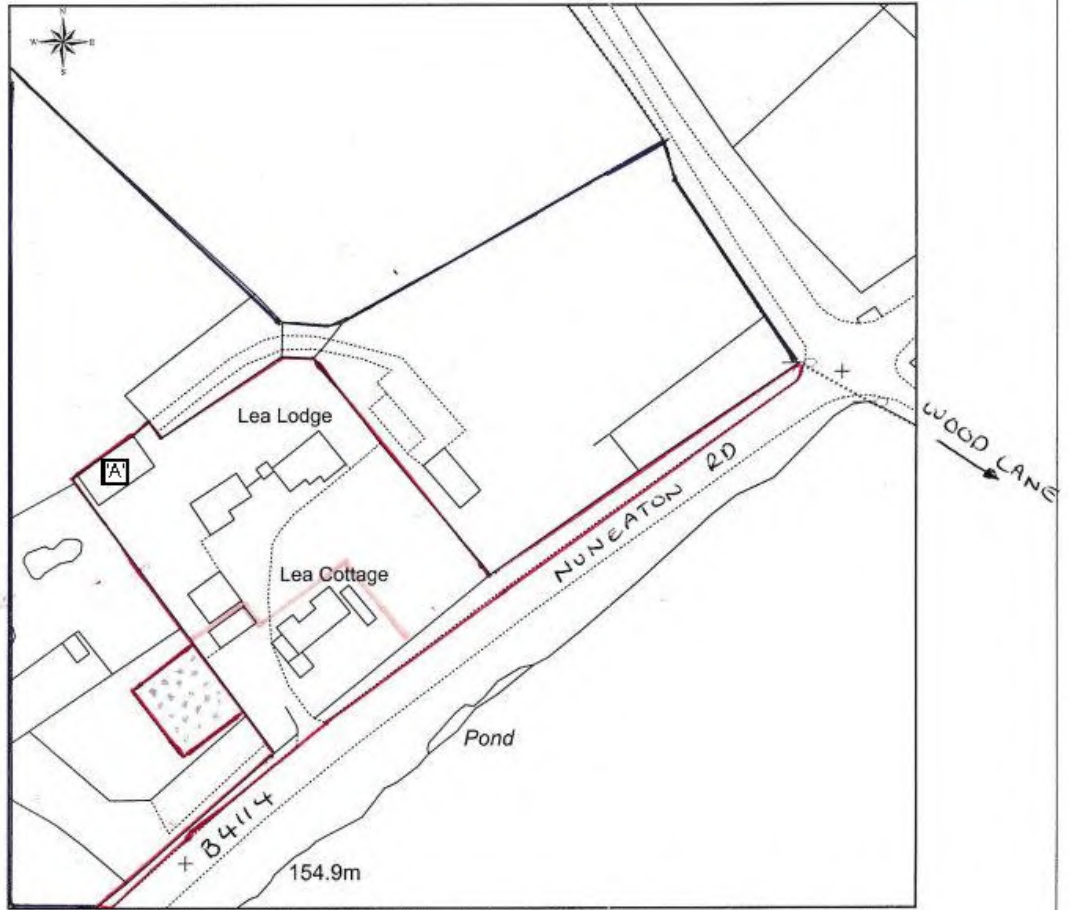 N
W E
S
Lea Lodge
'A'
WOOD LANE
NUNEATON RD
Lea Cottage
Pond
B4114
154.9m